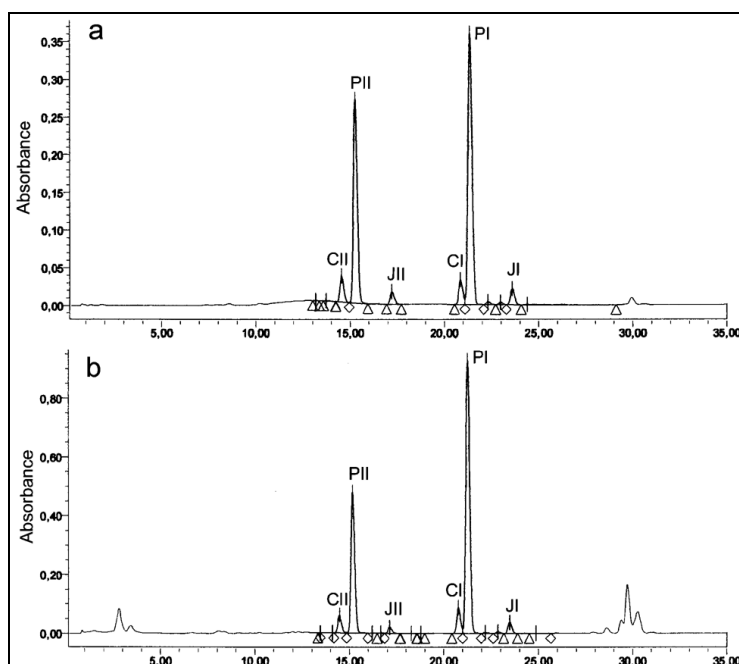 a
Absorbance
0,35
0,30
0,25
0,20
0,15
0,10
0,05
0,00
CII
PII
JII
CI
PI
JI
5,00 10,00 15,00 20,00 25,00 30,00 35,00
b
Absorbance
0,80
0,60
0,40
0,20
0,00
CII
PII
JII
CI
PI
JI
5,00 10,00 15,00 20,00 25,00 30,00 35,00